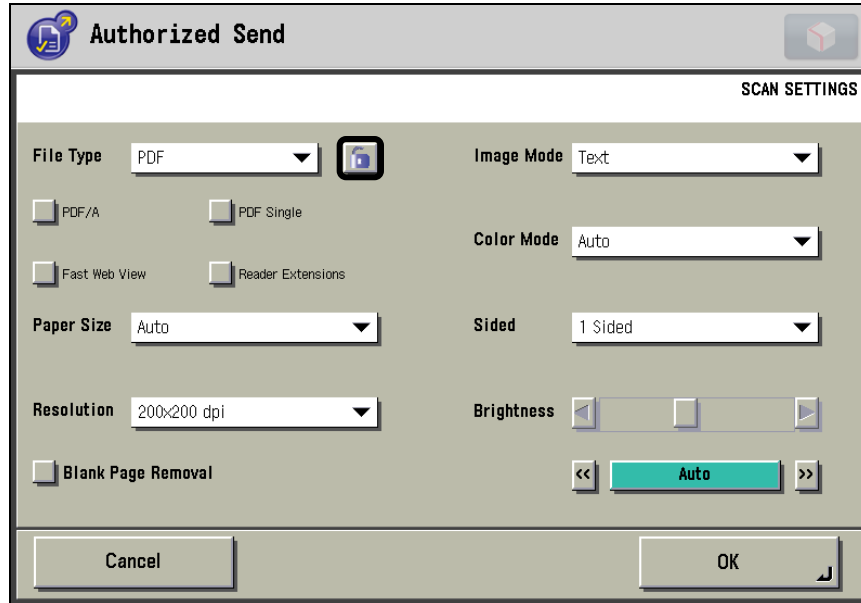 Authorized Send
SCAN SETTINGS
File Type PDF
PDF/A PDF Single
Fast Web View Reader Extensions
Paper Size Auto
Resolution 200x200 dpi
Blank Page Removal
Image Mode Text
Color Mode Auto
Sided 1 Sided
Brightness
<< Auto >>
Cancel OK